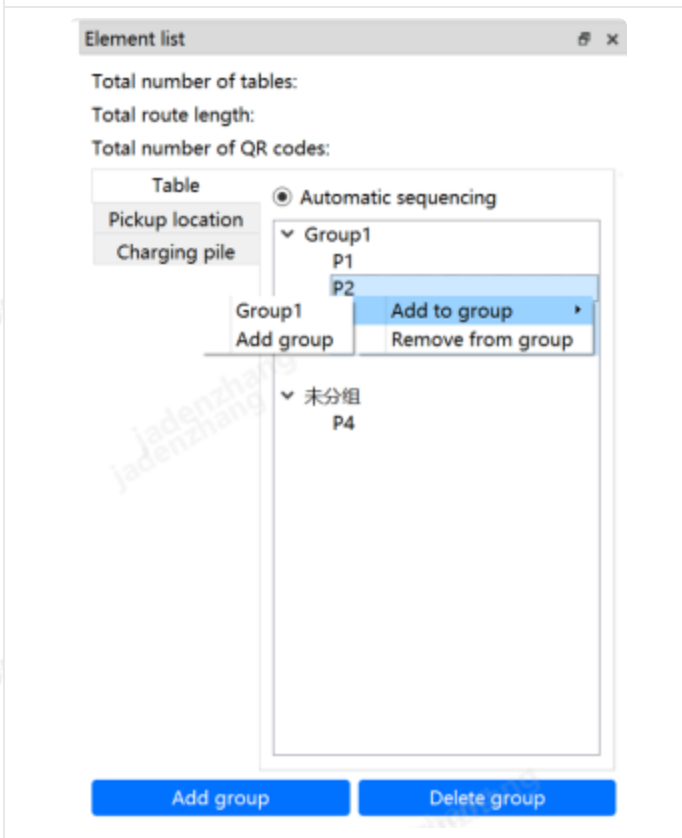 Element list
Total number of tables:
Total route length:
Total number of QR codes:
Table
Pickup location
Charging pile
Automatic sequencing
Group1
P1
P2
Group1
Add to group
Add group
Remove from group
未分组
P4
jadenzhang
jadenzhang
Add group
Delete group